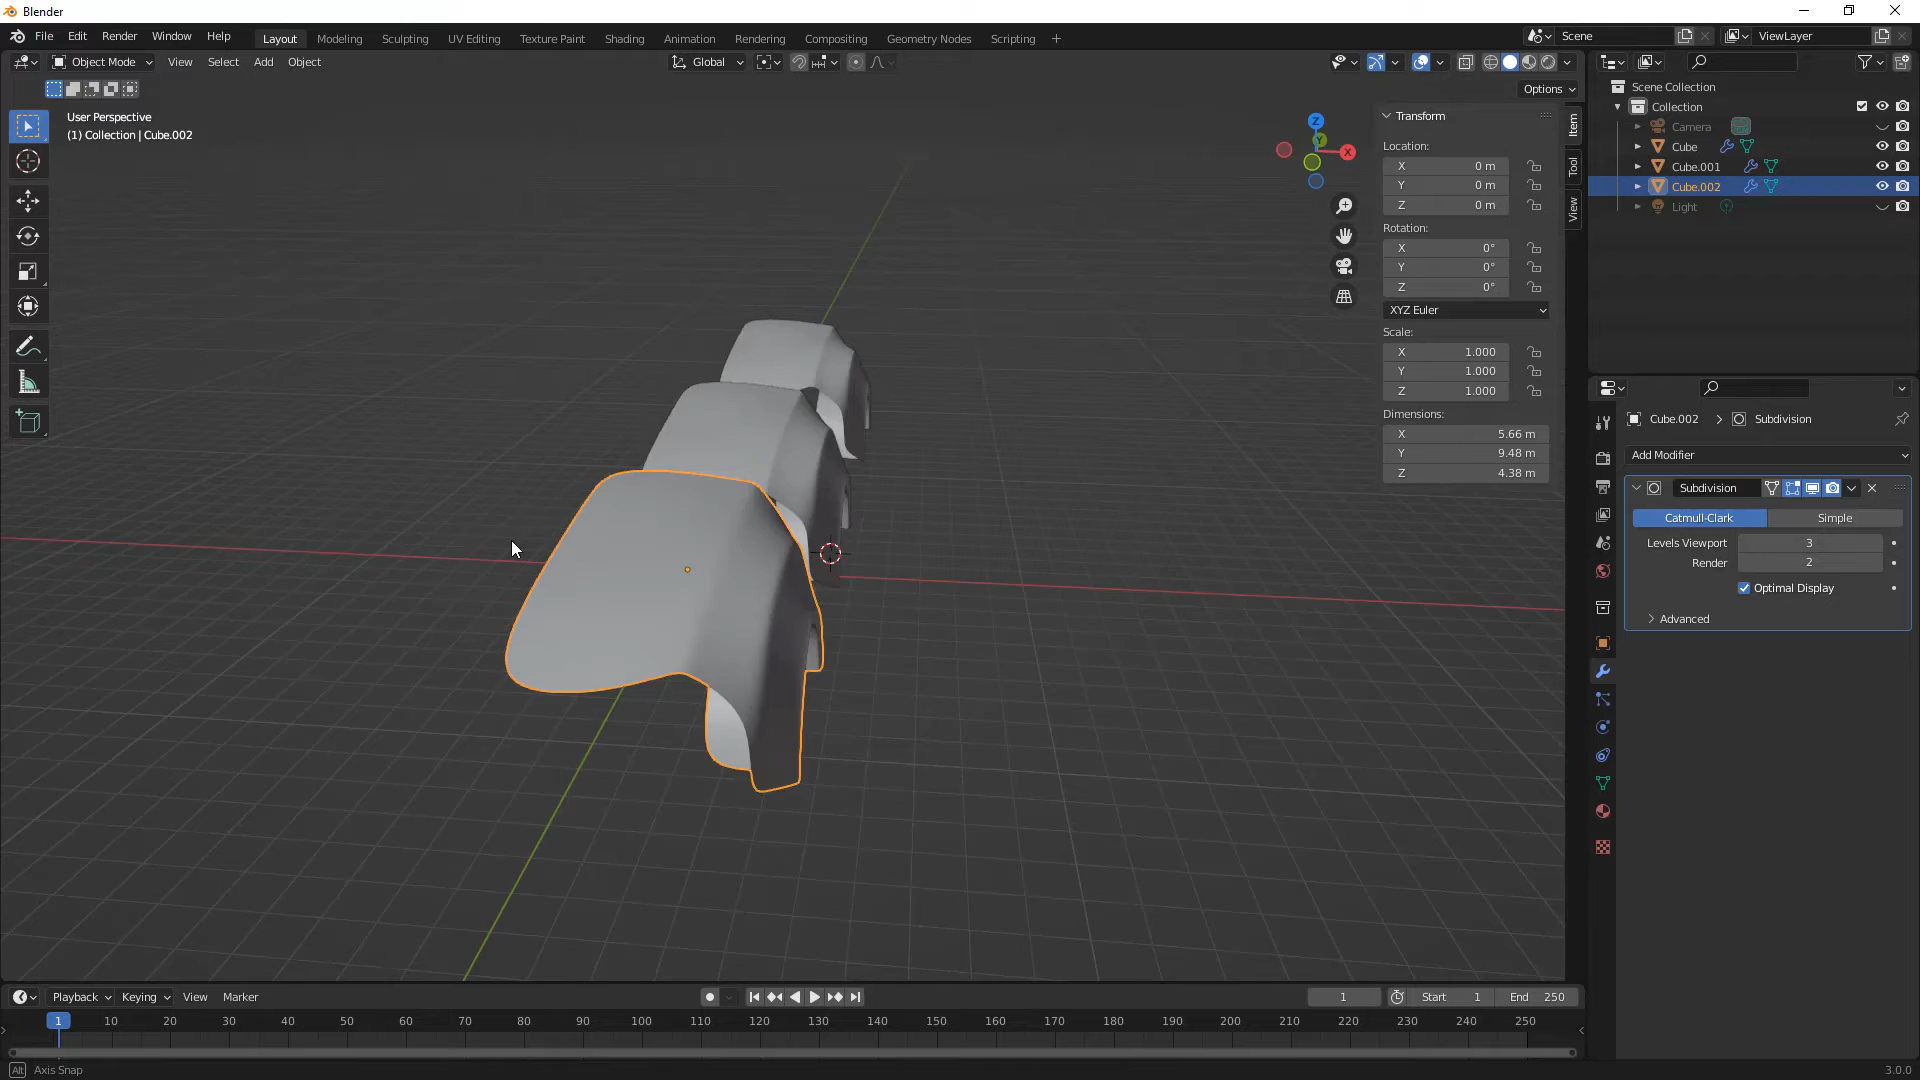 Blender
File Edit Render Window Help
Layout Modeling Sculpting UV Editing Texture Paint Shading Animation Rendering Compositing Geometry Nodes Scripting +
Scene
ViewLayer
Object Mode View Select Add Object
Global
Options
User Perspective
(1) Collection | Cube.002
Z
Y
X
Transform
Location:
X 0 m
Y 0 m
Z 0 m
Rotation:
X 0°
Y 0°
Z 0°
XYZ Euler
Scale:
X 1.000
Y 1.000
Z 1.000
Dimensions:
X 5.66 m
Y 9.48 m
Z 4.38 m
Item
Tool
View
Scene Collection
Collection
Camera
Cube
Cube.001
Cube.002
Light
Cube.002 > Subdivision
Add Modifier
Subdivision
Catmull-Clark Simple
Levels Viewport 3
Render 2
Optimal Display
Advanced
Playback Keying View Marker
1
Start 1
End 250
1 10 20 30 40 50 60 70 80 90 100 110 120 130 140 150 160 170 180 190 200 210 220 230 240 250
Alt Axis Snap
3.0.0